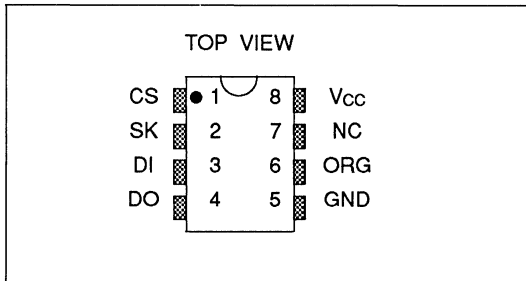 TOP VIEW
CS 1 8 Vcc
SK 2 7 NC
DI 3 6 ORG
DO 4 5 GND